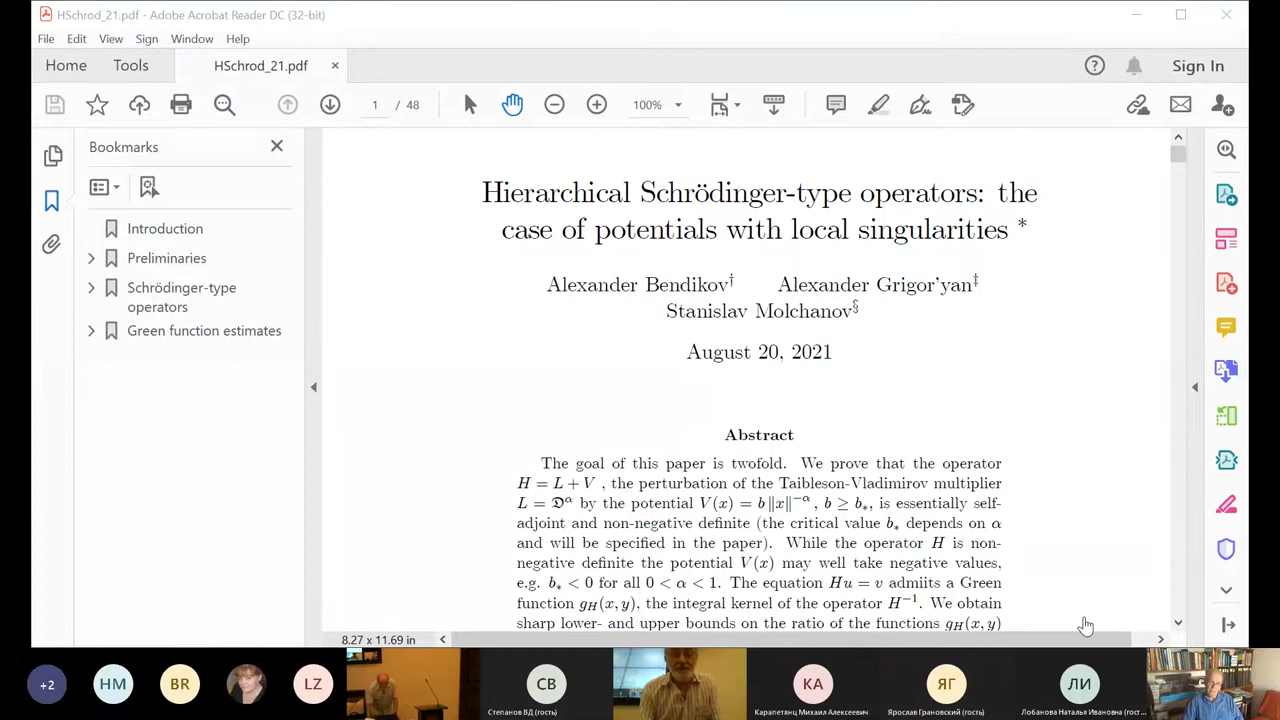 HSchrod_21.pdf - Adobe Acrobat Reader DC (32-bit)
File Edit View Sign Window Help
Home Tools HSchrod_21.pdf × Sign In
1 / 48 100%
Bookmarks
Introduction
Preliminaries
Schrödinger-type
operators
Green function estimates
Hierarchical Schrödinger-type operators: the
case of potentials with local singularities *
Alexander Bendikov† Alexander Grigor'yan‡
Stanislav Molchanov§
August 20, 2021
Abstract
The goal of this paper is twofold. We prove that the operator
H = L + V , the perturbation of the Taibleson-Vladimirov multiplier
L = 𝔇^α by the potential V(x) = b‖x‖^−α, b ≥ b∗, is essentially self-
adjoint and non-negative definite (the critical value b∗ depends on α
and will be specified in the paper). While the operator H is non-
negative definite the potential V(x) may well take negative values,
e.g. b∗ < 0 for all 0 < α < 1. The equation Hu = v admiits a Green
function g_H(x, y), the integral kernel of the operator H^−1. We obtain
sharp lower- and upper bounds on the ratio of the functions g_H(x, y)
8.27 x 11.69 in
+2 HM BR LZ СВ КА ЯГ ЛИ
Степанов ВД (гость) Карапетянц Михаил Алексеевич Ярослав Грановский (гость) Лобанова Наталья Ивановна (гост...